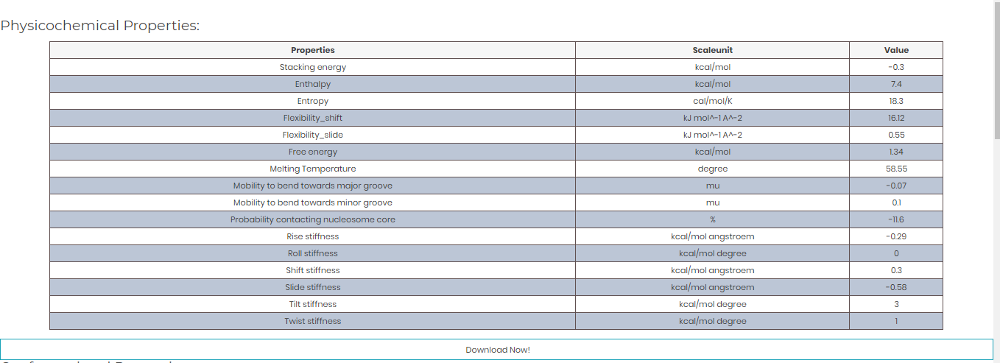 Physicochemical Properties:
Properties Scaleunit Value
Stacking energy kcal/mol -0.3
Enthalpy kcal/mol 7.4
Entropy cal/mol/K 18.3
Flexibility_shift kJ mol^-1 A^-2 16.12
Flexibility_slide kJ mol^-1 A^-2 0.55
Free energy kcal/mol 1.34
Melting Temperature degree 58.55
Mobility to bend towards major groove mu -0.07
Mobility to bend towards minor groove mu 0.1
Probability contacting nucleosome core % -11.6
Rise stiffness kcal/mol angstroem -0.29
Roll stiffness kcal/mol degree 0
Shift stiffness kcal/mol angstroem 0.3
Slide stiffness kcal/mol angstroem -0.58
Tilt stiffness kcal/mol degree 3
Twist stiffness kcal/mol degree 1
Download Now!